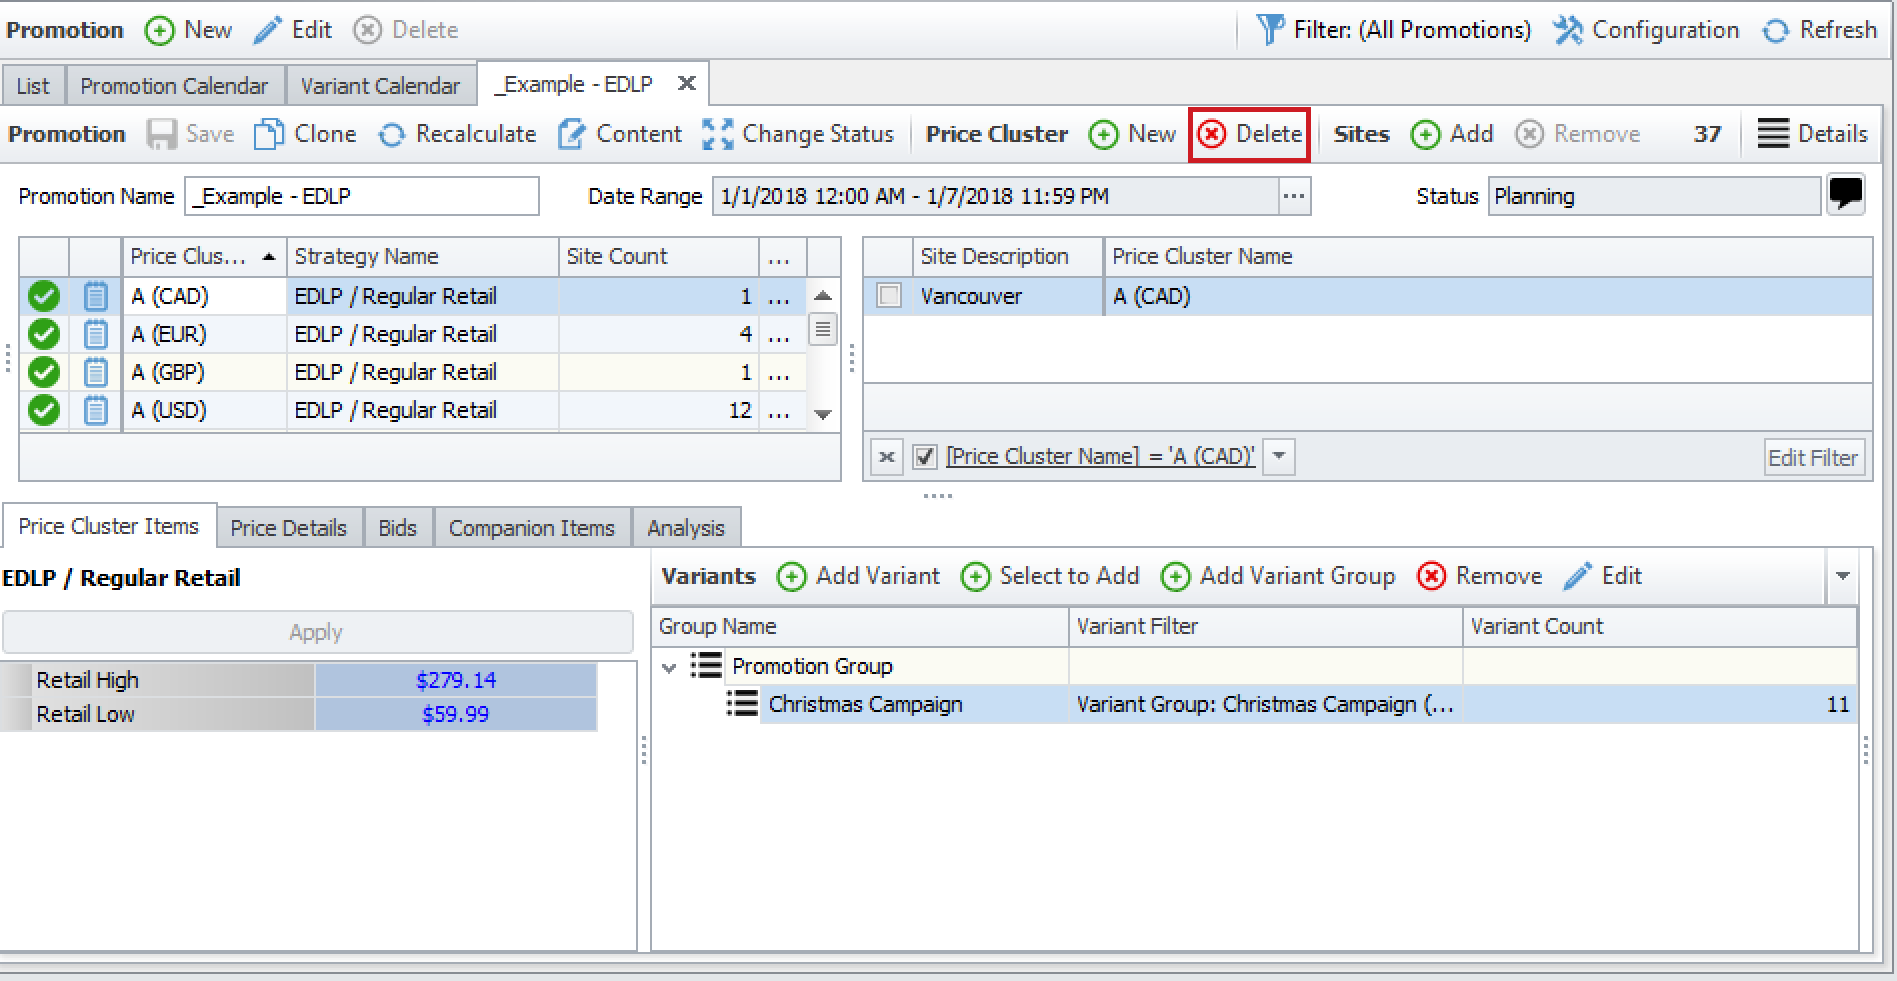 Promotion New Edit Delete Filter: (All Promotions) Configuration Refresh
List Promotion Calendar Variant Calendar _Example - EDLP
Promotion Save Clone Recalculate Content Change Status Price Cluster New Delete Sites Add Remove 37 Details
Promotion Name _Example - EDLP Date Range 1/1/2018 12:00 AM - 1/7/2018 11:59 PM ... Status Planning
Price Clus... Strategy Name Site Count ...
A (CAD) EDLP / Regular Retail 1 ...
A (EUR) EDLP / Regular Retail 4 ...
A (GBP) EDLP / Regular Retail 1 ...
A (USD) EDLP / Regular Retail 12 ...
Site Description Price Cluster Name
Vancouver A (CAD)
[Price Cluster Name] = 'A (CAD)' Edit Filter
Price Cluster Items Price Details Bids Companion Items Analysis
EDLP / Regular Retail
Apply
Retail High $279.14
Retail Low $59.99
Variants Add Variant Select to Add Add Variant Group Remove Edit
Group Name Variant Filter Variant Count
Promotion Group
Christmas Campaign Variant Group: Christmas Campaign (... 11